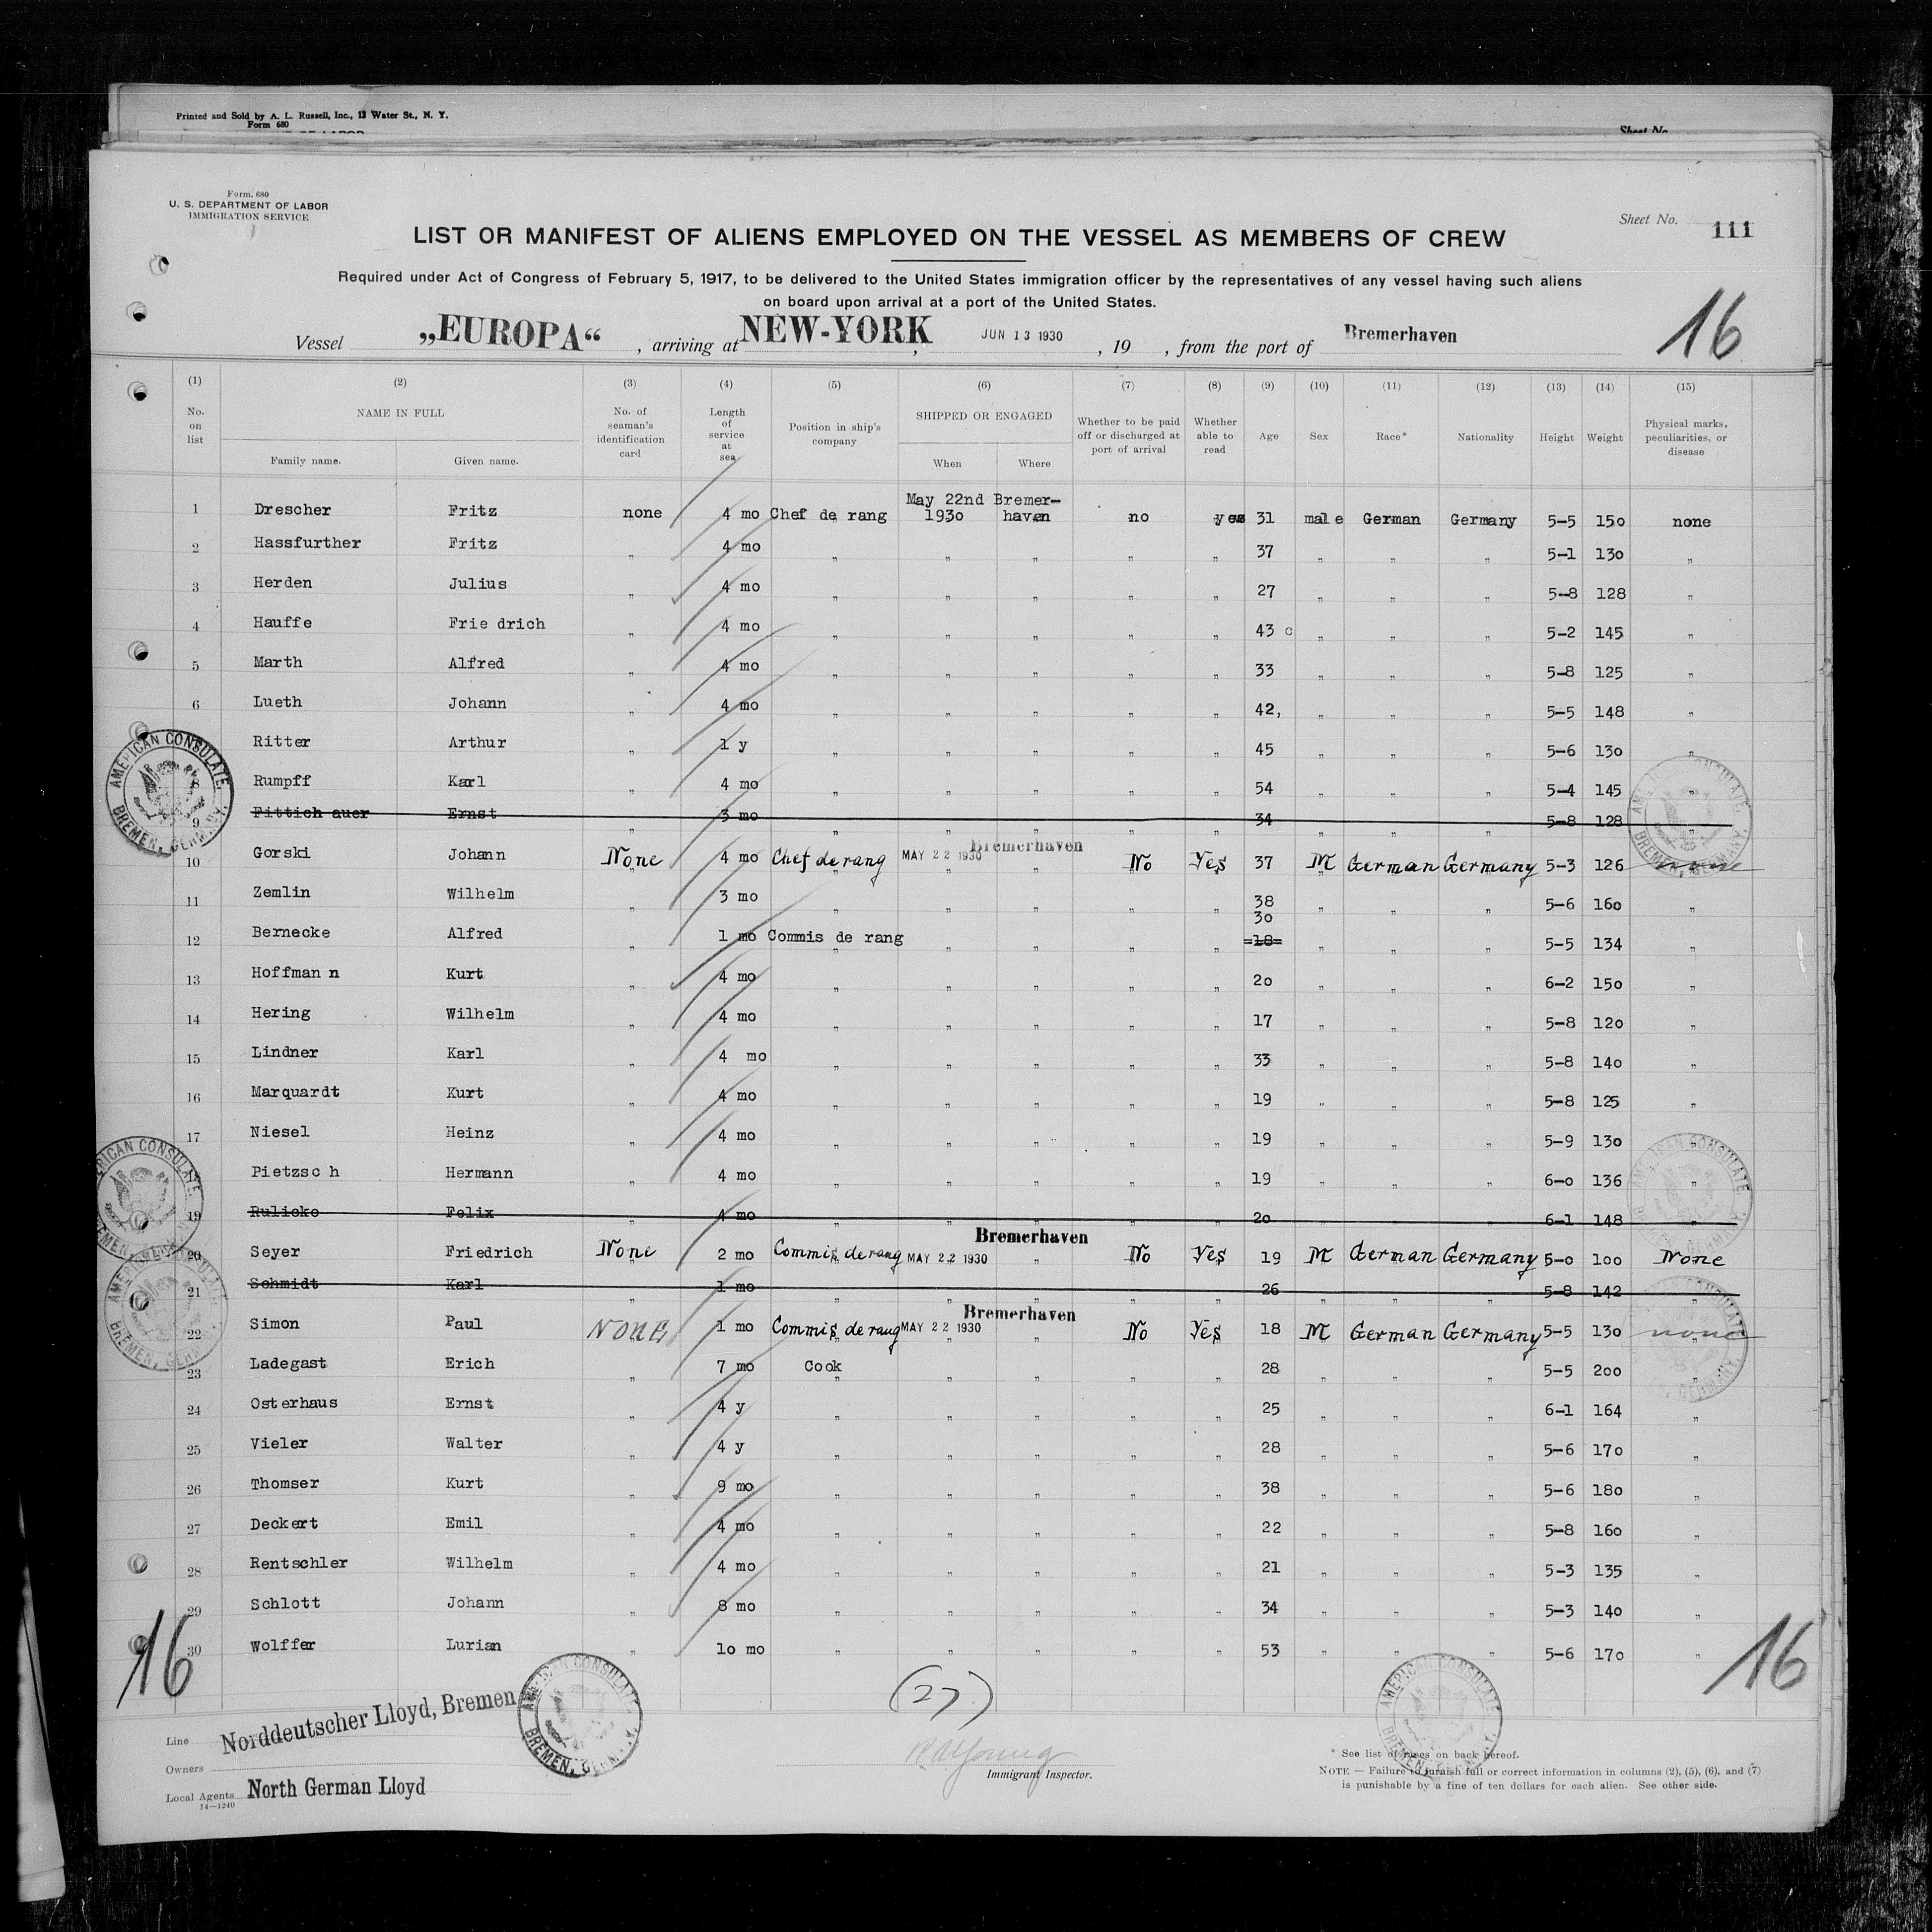 Printed and Sold by A. L. Russell, Inc., 13 Water St., N. Y.
Form 680
Sheet No.
Form. 680
U. S. DEPARTMENT OF LABOR
IMMIGRATION SERVICE
Sheet No. 111
LIST OR MANIFEST OF ALIENS EMPLOYED ON THE VESSEL AS MEMBERS OF CREW
Required under Act of Congress of February 5, 1917, to be delivered to the United States immigration officer by the representatives of any vessel having such aliens
on board upon arrival at a port of the United States.
16
Vessel „EUROPA“ , arriving at NEW-YORK , JUN 13 1930 , 19 , from the port of Bremerhaven
(1) (2) (3) (4) (5) (6) (7) (8) (9) (10) (11) (12) (13) (14) (15)
No. on list NAME IN FULL Family name. Given name. No. of seaman's identification card Length of service at sea Position in ship's company SHIPPED OR ENGAGED When Where Whether to be paid off or discharged at port of arrival Whether able to read Age Sex Race* Nationality Height Weight Physical marks, peculiarities, or disease
1 Drescher Fritz none 4 mo Chef de rang May 22nd 1930 Bremer-haven no yes 31 male German Germany 5-5 150 none
2 Hassfurther Fritz „ 4 mo „ „ „ „ „ 37 „ „ „ 5-1 130 „
3 Herden Julius „ 4 mo „ „ „ „ „ 27 „ „ „ 5-8 128 „
4 Hauffe Frie drich „ 4 mo „ „ „ „ „ 43 c „ „ „ 5-2 145 „
5 Marth Alfred „ 4 mo „ „ „ „ „ 33 „ „ „ 5-8 125 „
6 Lueth Johann „ 4 mo „ „ „ „ „ 42, „ „ „ 5-5 148 „
Ritter Arthur „ 1 y „ „ „ „ „ 45 „ „ „ 5-6 130 „
8 Rumpff Karl „ 4 mo „ „ „ „ „ 54 „ „ „ 5-4 145 „
9 Fittich auer Ernst „ 3 mo „ „ „ „ „ 34 „ „ „ 5-8 128 „
10 Gorski Johann None 4 mo Chef de rang MAY 22 1930 Bremerhaven No Yes 37 M German Germany 5-3 126 none
11 Zemlin Wilhelm „ 3 mo „ „ „ „ „ 38 „ „ „ 5-6 160 „
12 Bernecke Alfred „ 1 mo Commis de rang „ „ „ „ 30 =18= „ „ „ 5-5 134 „
13 Hoffman n Kurt „ 4 mo „ „ „ „ „ 20 „ „ „ 6-2 150 „
14 Hering Wilhelm „ 4 mo „ „ „ „ „ 17 „ „ „ 5-8 120 „
15 Lindner Karl „ 4 mo „ „ „ „ „ 33 „ „ „ 5-8 140 „
16 Marquardt Kurt „ 4 mo „ „ „ „ „ 19 „ „ „ 5-8 125 „
17 Niesel Heinz „ 4 mo „ „ „ „ „ 19 „ „ „ 5-9 130 „
Pietzsc h Hermann „ 4 mo „ „ „ „ „ 19 „ „ „ 6-0 136 „
19 Rulicke Felix „ 4 mo „ „ „ „ „ 20 „ „ „ 6-1 148 „
20 Seyer Friedrich None 2 mo Commis de rang MAY 22 1930 Bremerhaven No Yes 19 M German Germany 5-0 100 None
21 Schmidt Karl „ 1 mo „ „ „ „ „ 26 „ „ „ 5-8 142 „
22 Simon Paul NONE 1 mo Commis de rang MAY 22 1930 Bremerhaven No Yes 18 M German Germany 5-5 130 none
23 Ladegast Erich „ 7 mo Cook „ „ „ „ 28 „ „ „ 5-5 200 „
24 Osterhaus Ernst „ 4 y „ „ „ „ „ 25 „ „ „ 6-1 164 „
25 Vieler Walter „ 4 y „ „ „ „ „ 28 „ „ „ 5-6 170 „
26 Thomser Kurt „ 9 mo „ „ „ „ „ 38 „ „ „ 5-6 180 „
27 Deckert Emil „ 4 mo „ „ „ „ „ 22 „ „ „ 5-8 160 „
28 Rentschler Wilhelm „ 4 mo „ „ „ „ „ 21 „ „ „ 5-3 135 „
29 Schlott Johann „ 8 mo „ „ „ „ „ 34 „ „ „ 5-3 140 „
30 Wolffer Lurian „ 10 mo „ „ „ „ „ 53 „ „ „ 5-6 170 „
AMERICAN CONSULATE BREMEN, GERMANY
16
(27)
16
Line Norddeutscher Lloyd, Bremen
Owners
Local Agents North German Lloyd
14—1240
Immigrant Inspector.
* See list of races on back hereof.
NOTE — Failure to furnish full or correct information in columns (2), (5), (6), and (7)
is punishable by a fine of ten dollars for each alien. See other side.